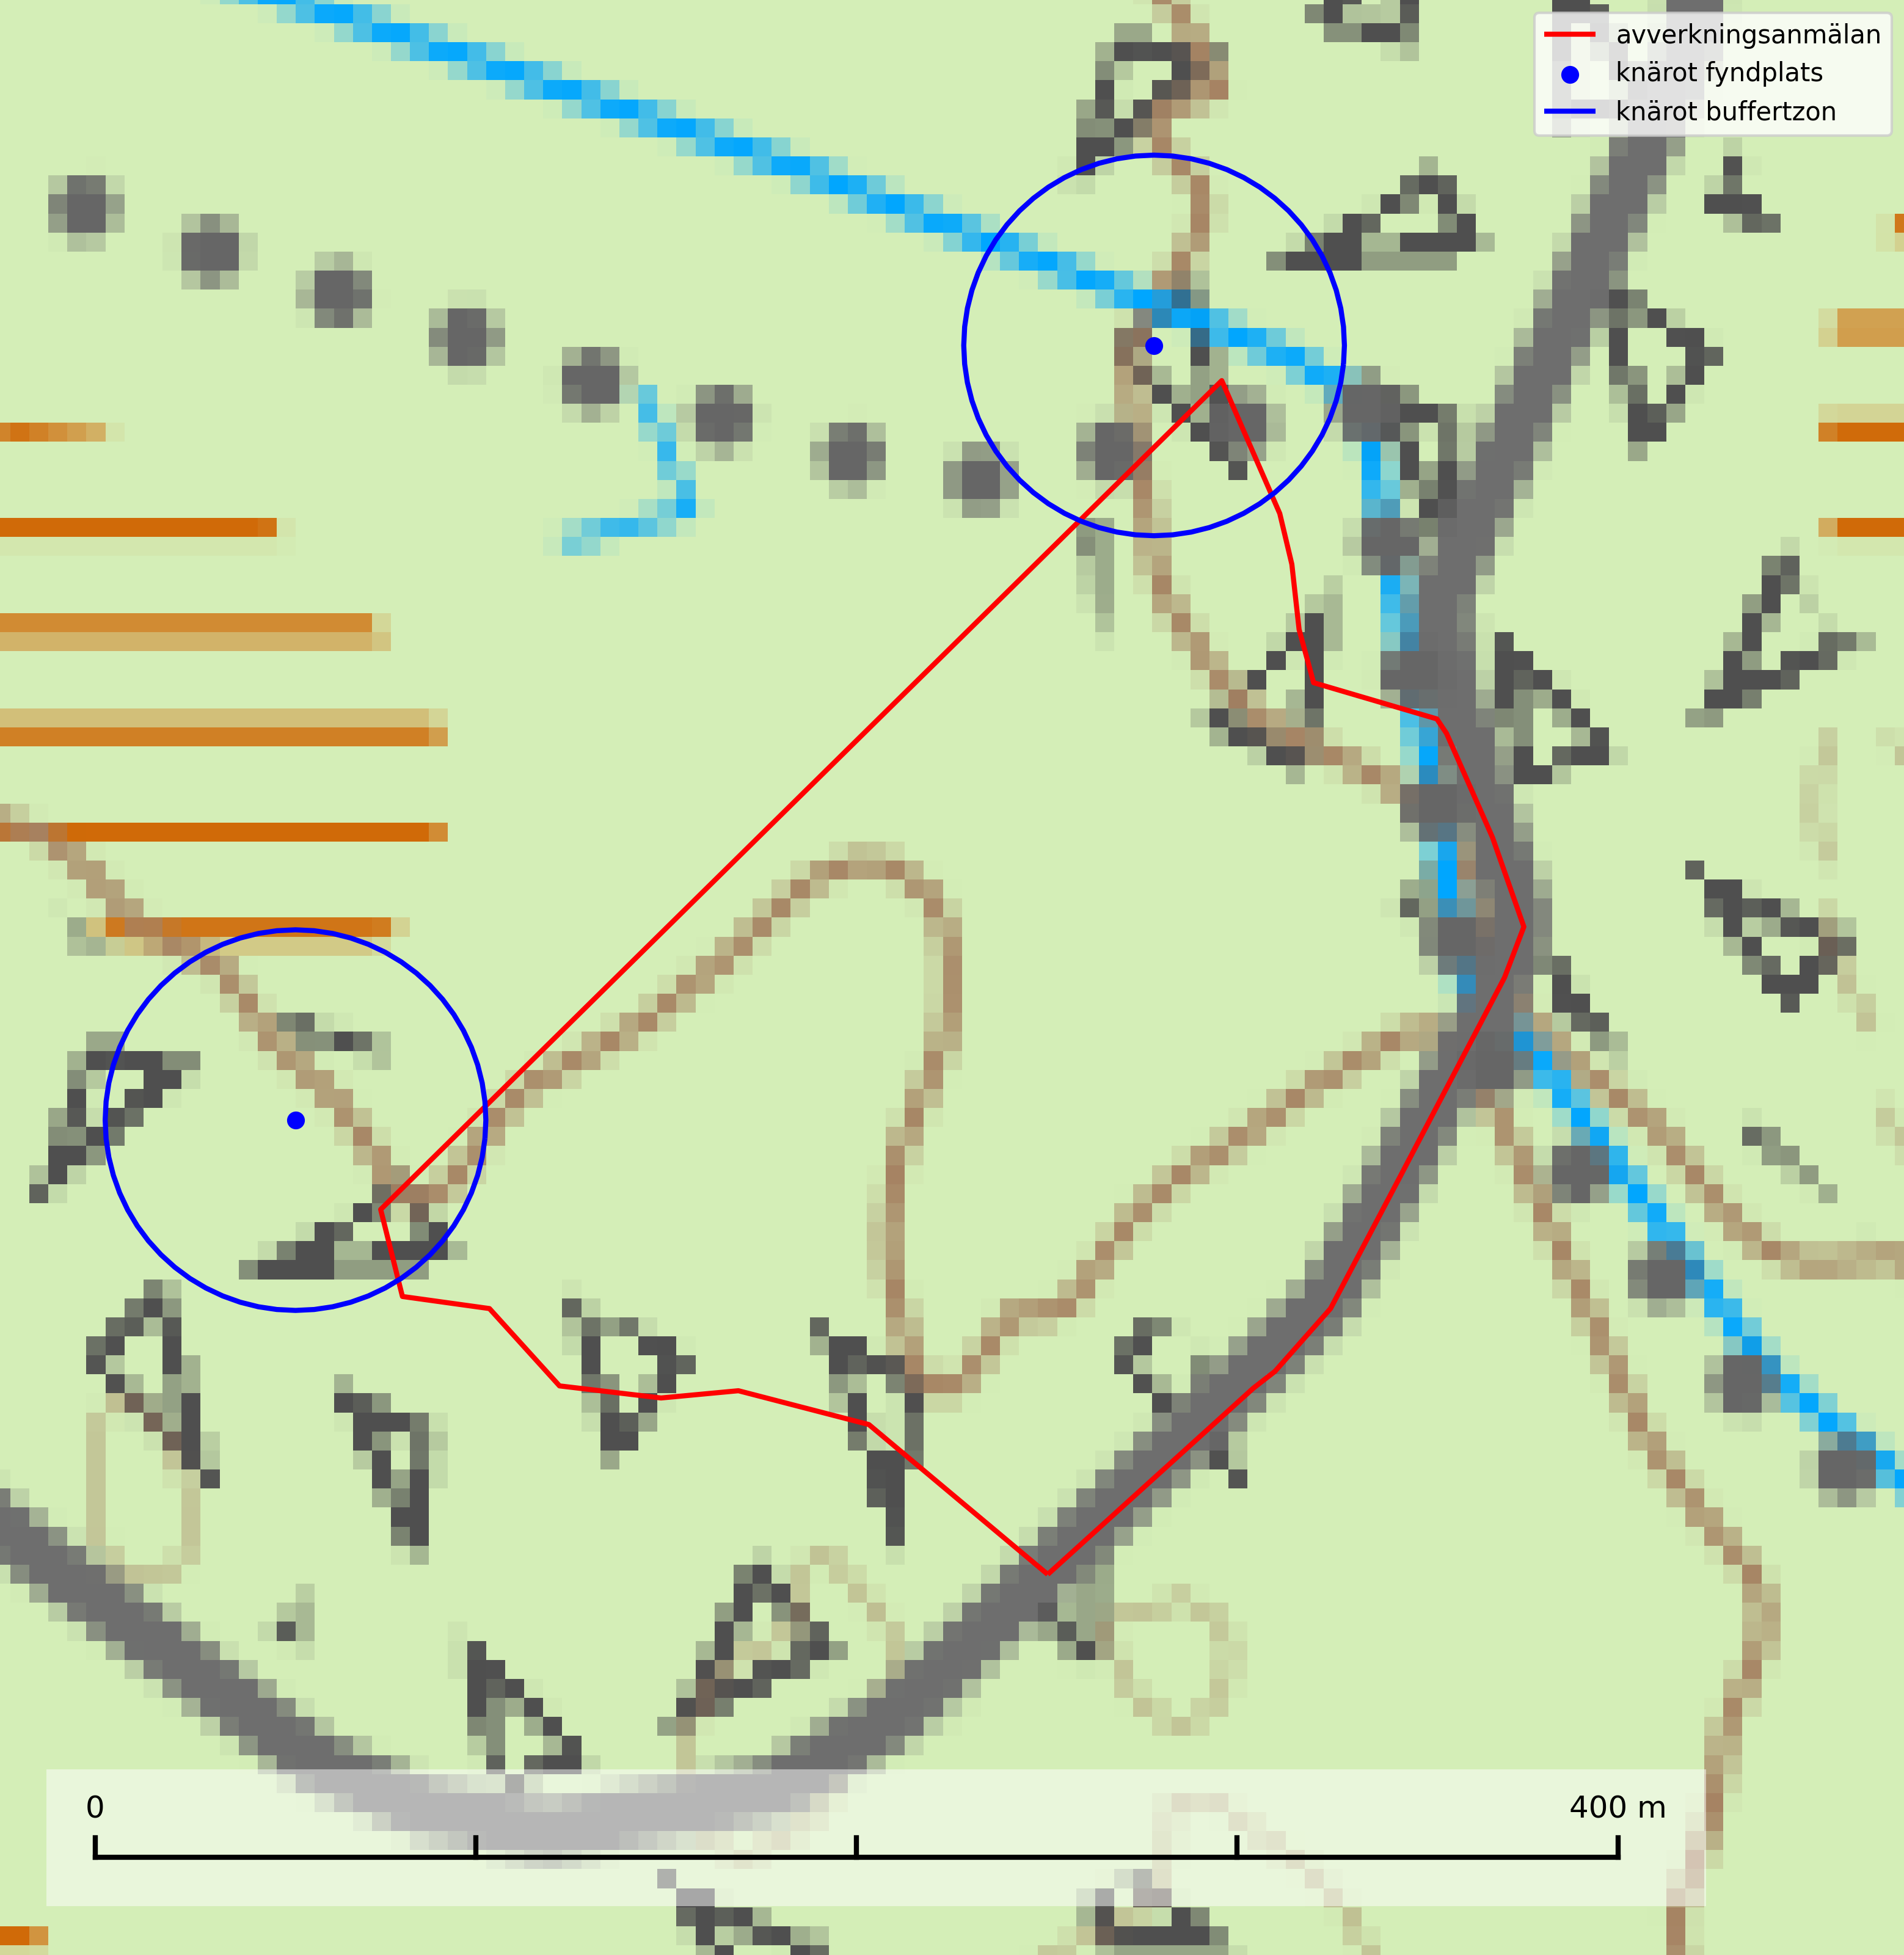 avverkningsanmälan
knärot fyndplats
knärot buffertzon
0
400 m